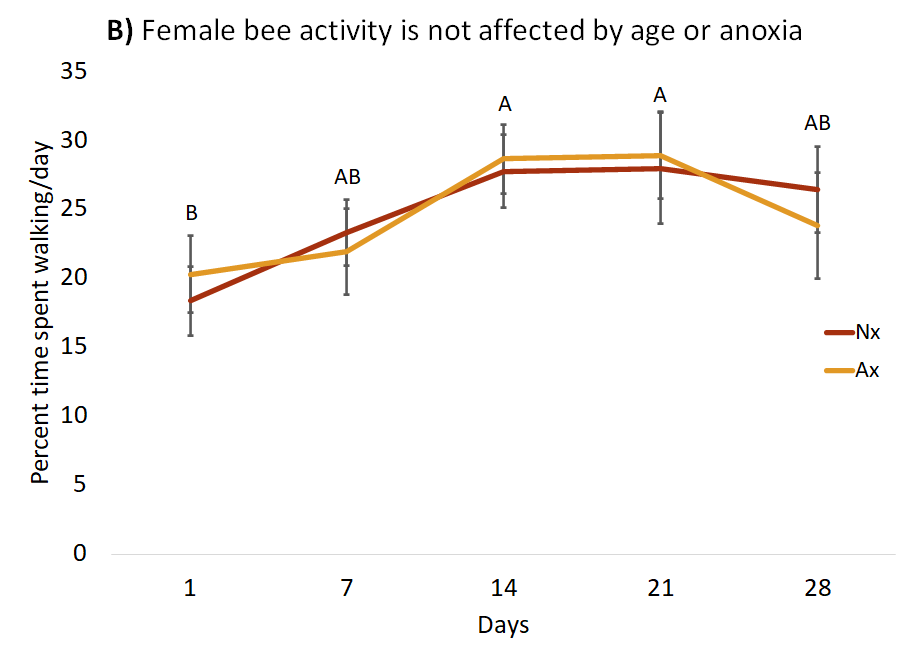 B) Female bee activity is not affected by age or anoxia
Percent time spent walking/day
35
30
25
20
15
10
5
0
B
AB
A
A
AB
Nx
Ax
1 7 14 21 28
Days